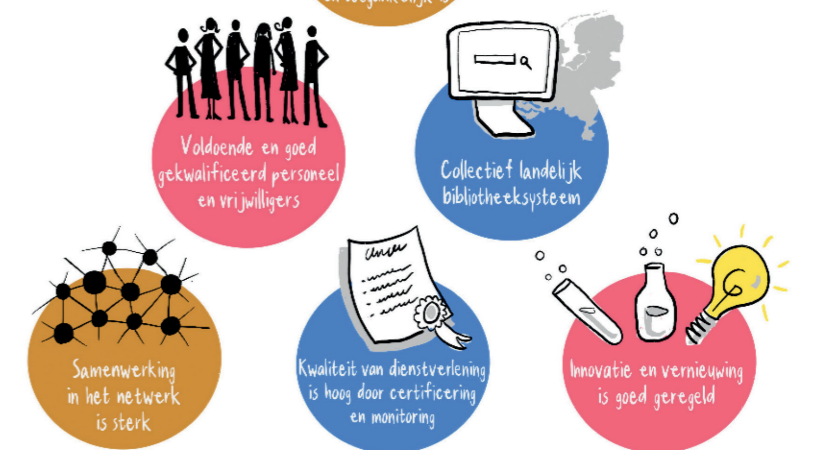 Voldoende en goed
gekwalificeerd personeel
en vrijwilligers
Collectief landelijk
bibliotheeksysteem
Samenwerking
in het netwerk
is sterk
Kwaliteit van dienstverlening
is hoog door certificering
en monitoring
Innovatie en vernieuwing
is goed geregeld